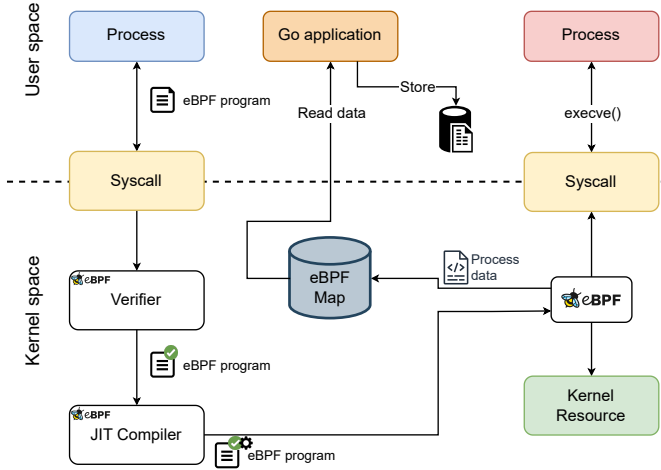 User space
Process
Go application
Process
eBPF program
Store
Read data
execve()
Syscall
Syscall
Kernel space
eBPF
Verifier
eBPF
Map
Process
data
eBPF
eBPF program
eBPF
JIT Compiler
Kernel
Resource
eBPF program